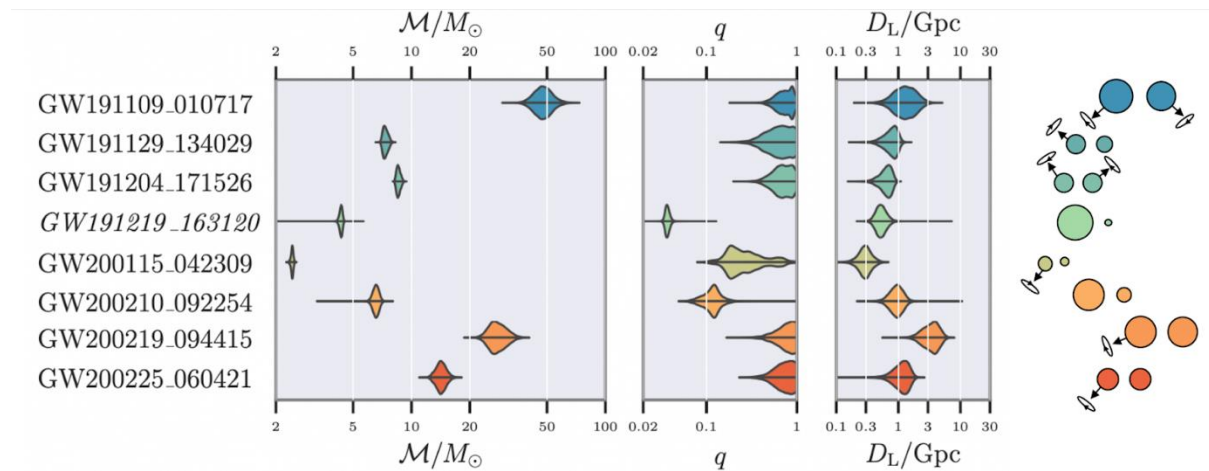 M/M⊙ q D_L/Gpc
2 5 10 20 50 100 0.02 0.1 1 0.1 0.3 1 3 10 30
GW191109_010717
GW191129_134029
GW191204_171526
GW191219_163120
GW200115_042309
GW200210_092254
GW200219_094415
GW200225_060421
2 5 10 20 50 100 0.02 0.1 1 0.1 0.3 1 3 10 30
M/M⊙ q D_L/Gpc